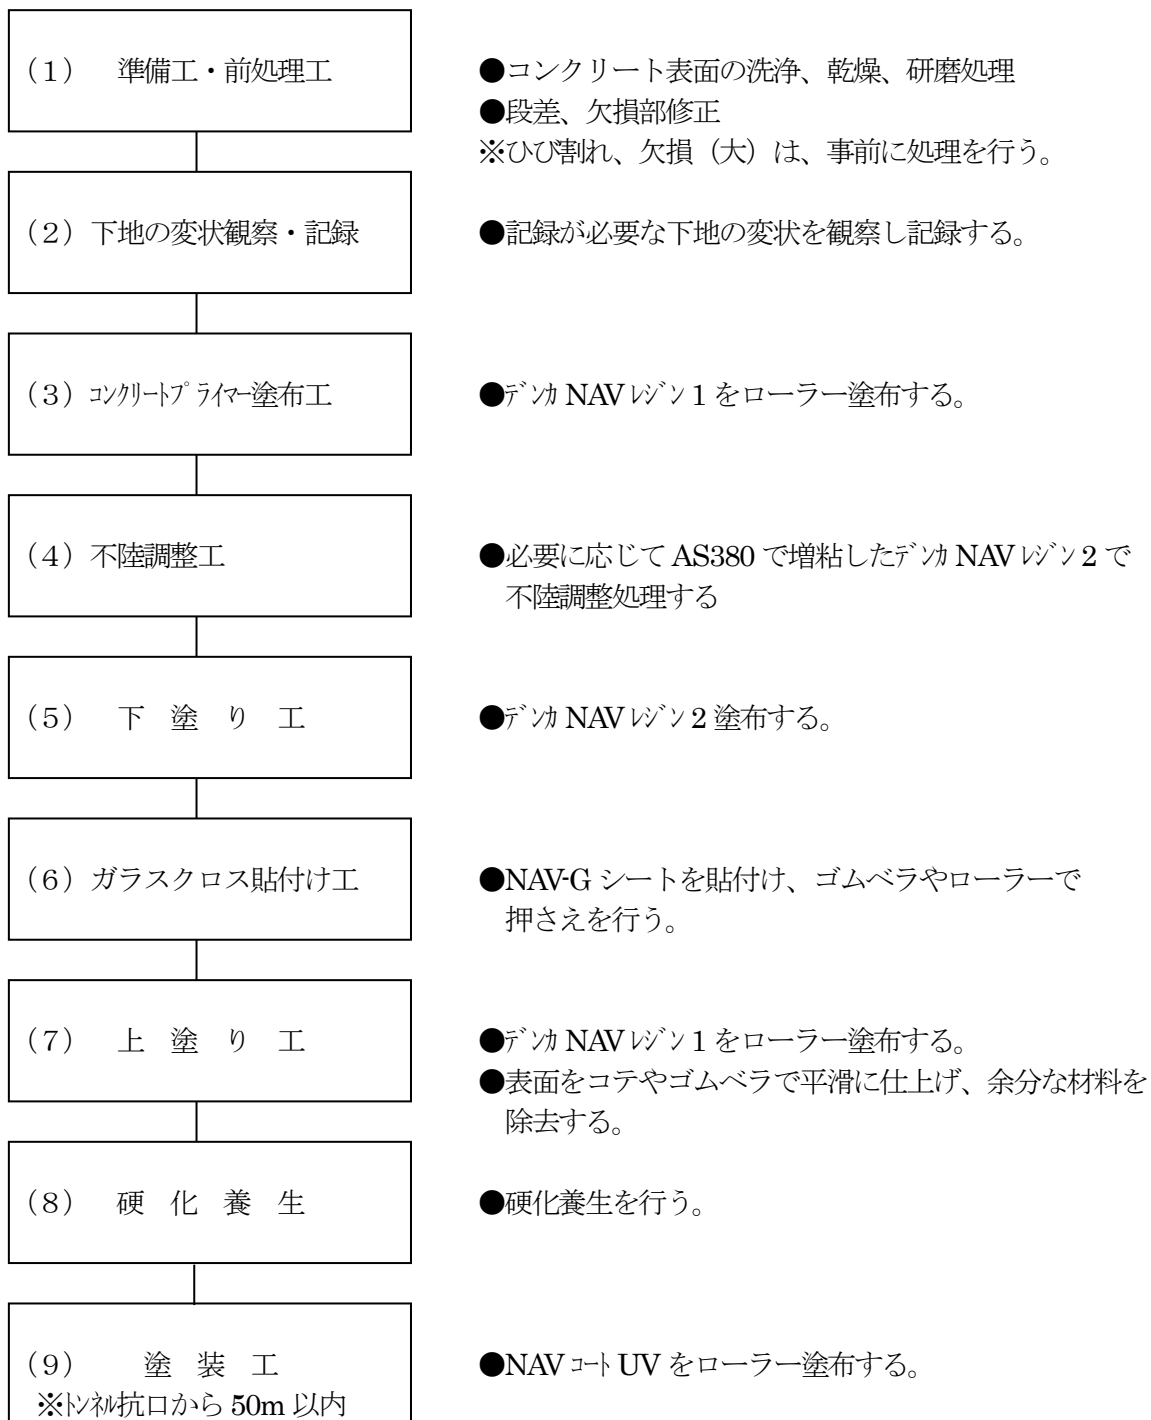 （1）　準備工・前処理工
●コンクリート表面の洗浄、乾燥、研磨処理
●段差、欠損部修正
※ひび割れ、欠損（大）は、事前に処理を行う。
（2）下地の変状観察・記録
●記録が必要な下地の変状を観察し記録する。
（3）ｺﾝｸﾘｰﾄﾌﾟﾗｲﾏｰ塗布工
●ﾃﾞﾝｶ NAV ﾚｼﾞﾝ 1 をローラー塗布する。
（4）不陸調整工
●必要に応じて AS380 で増粘したﾃﾞﾝｶ NAV ﾚｼﾞﾝ 2 で
不陸調整処理する
（5）　下　塗　り　工
●ﾃﾞﾝｶ NAV ﾚｼﾞﾝ 2 塗布する。
（6）ガラスクロス貼付け工
●NAV-G シートを貼付け、ゴムベラやローラーで
押さえを行う。
（7）　上　塗　り　工
●ﾃﾞﾝｶ NAV ﾚｼﾞﾝ 1 をローラー塗布する。
●表面をコテやゴムベラで平滑に仕上げ、余分な材料を
除去する。
（8）　硬　化　養　生
●硬化養生を行う。
（9）　　塗　装　工
●NAV ｺｰﾄ UV をローラー塗布する。
※ﾄﾝﾈﾙ抗口から 50m 以内